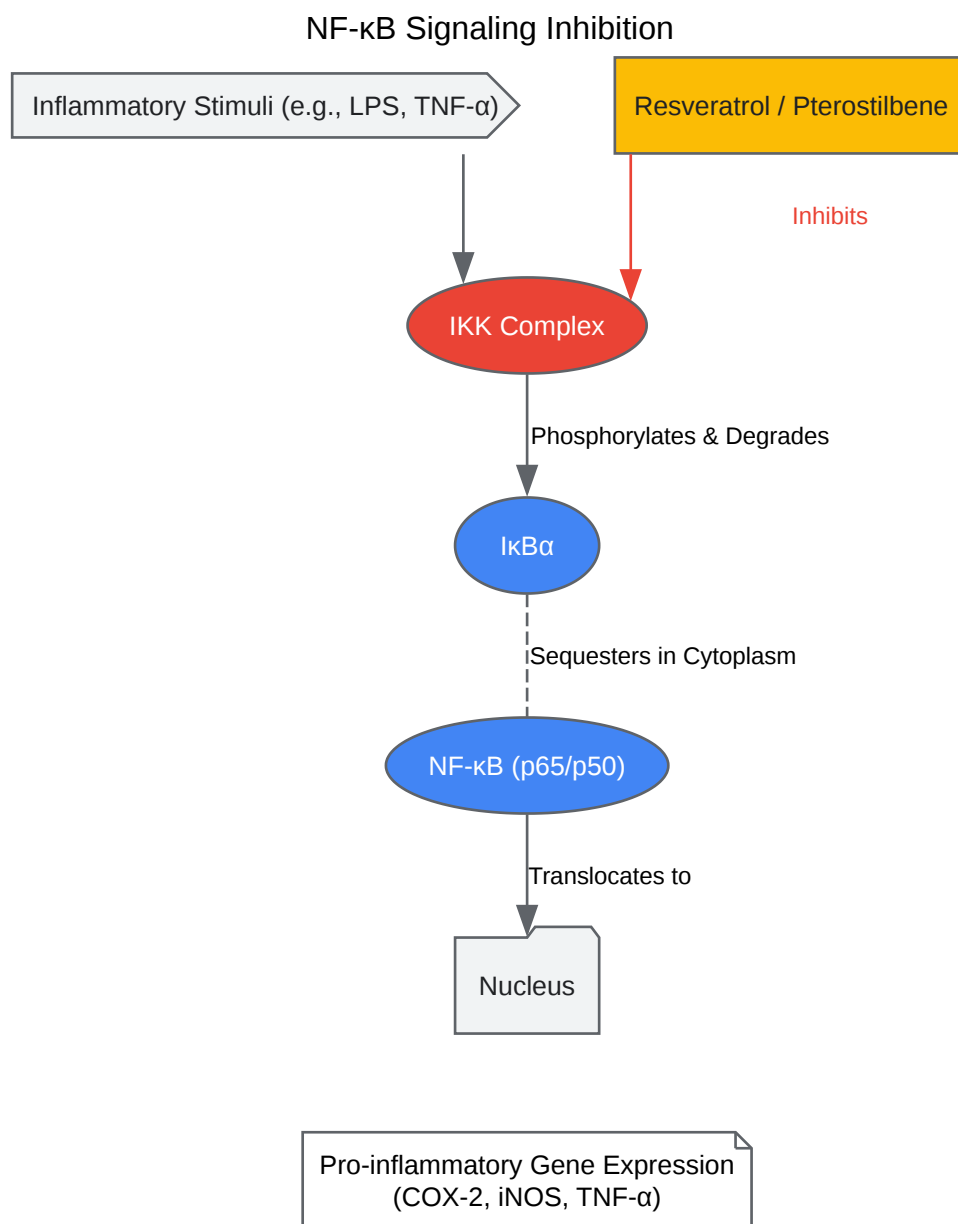 NF-κB Signaling Inhibition
Inflammatory Stimuli (e.g., LPS, TNF-α)
Resveratrol / Pterostilbene
Inhibits
IKK Complex
Phosphorylates & Degrades
IκBα
Sequesters in Cytoplasm
NF-κB (p65/p50)
Translocates to
Nucleus
Pro-inflammatory Gene Expression
(COX-2, iNOS, TNF-α)